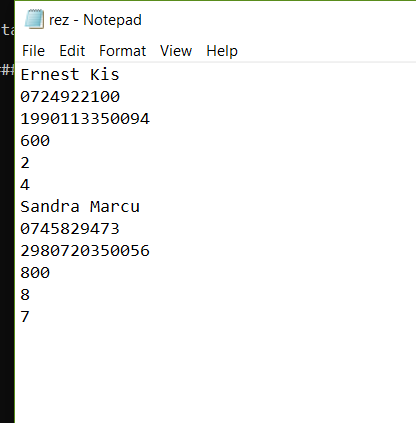 ta
rez - Notepad
File Edit Format View Help
##
Ernest Kis
0724922100
1990113350094
600
2
4
Sandra Marcu
0745829473
2980720350056
800
8
7